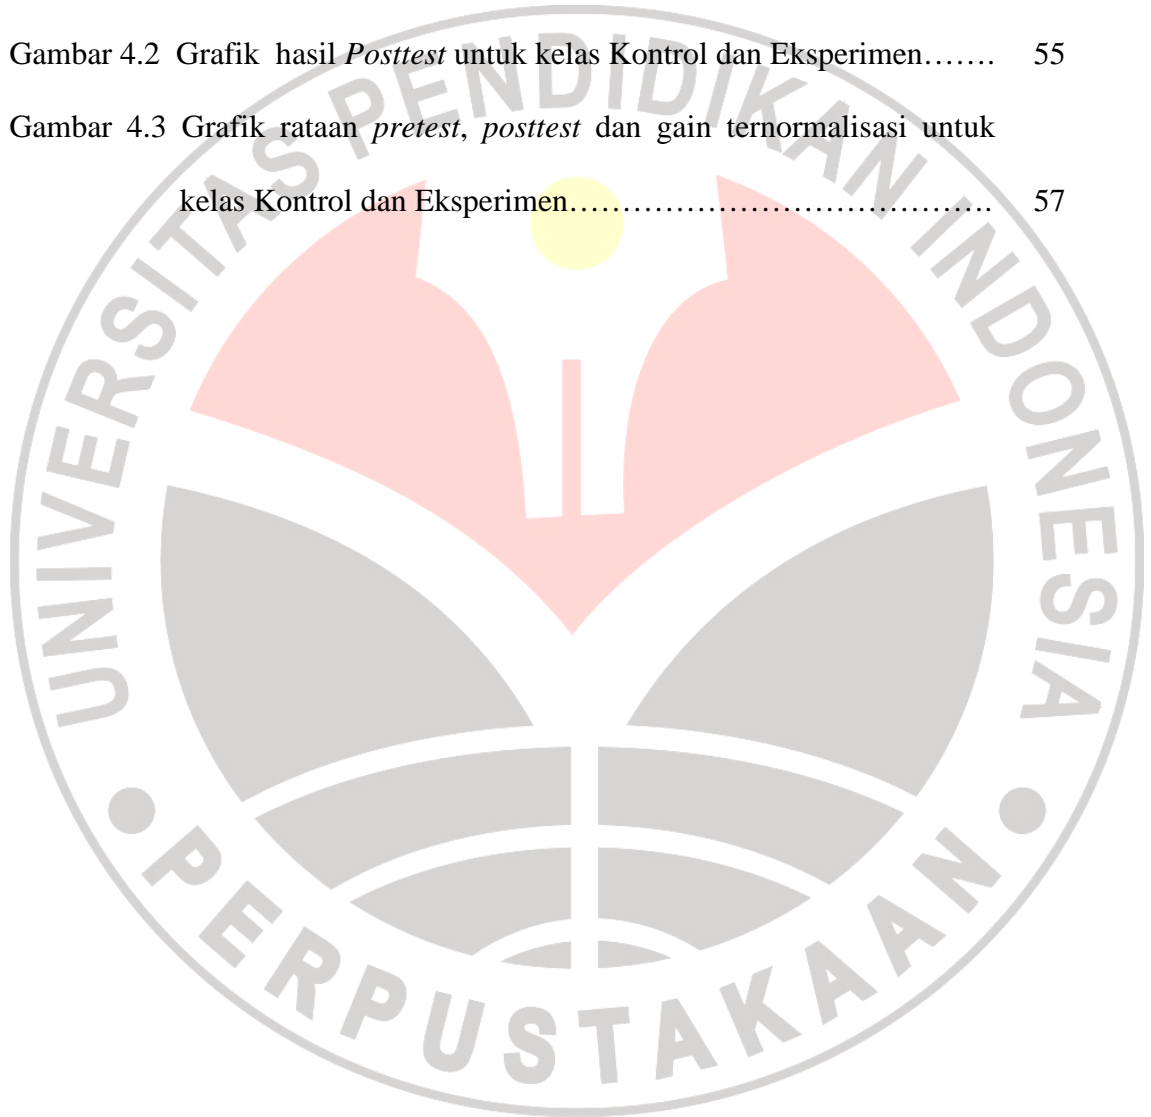 Gambar 4.2 Grafik hasil Posttest untuk kelas Kontrol dan Eksperimen……. 55
Gambar 4.3 Grafik rataan pretest, posttest dan gain ternormalisasi untuk
kelas Kontrol dan Eksperimen…………………………………………. 57
UNIVERSITAS PENDIDIKAN INDONESIA
PERPUSTAKAAN